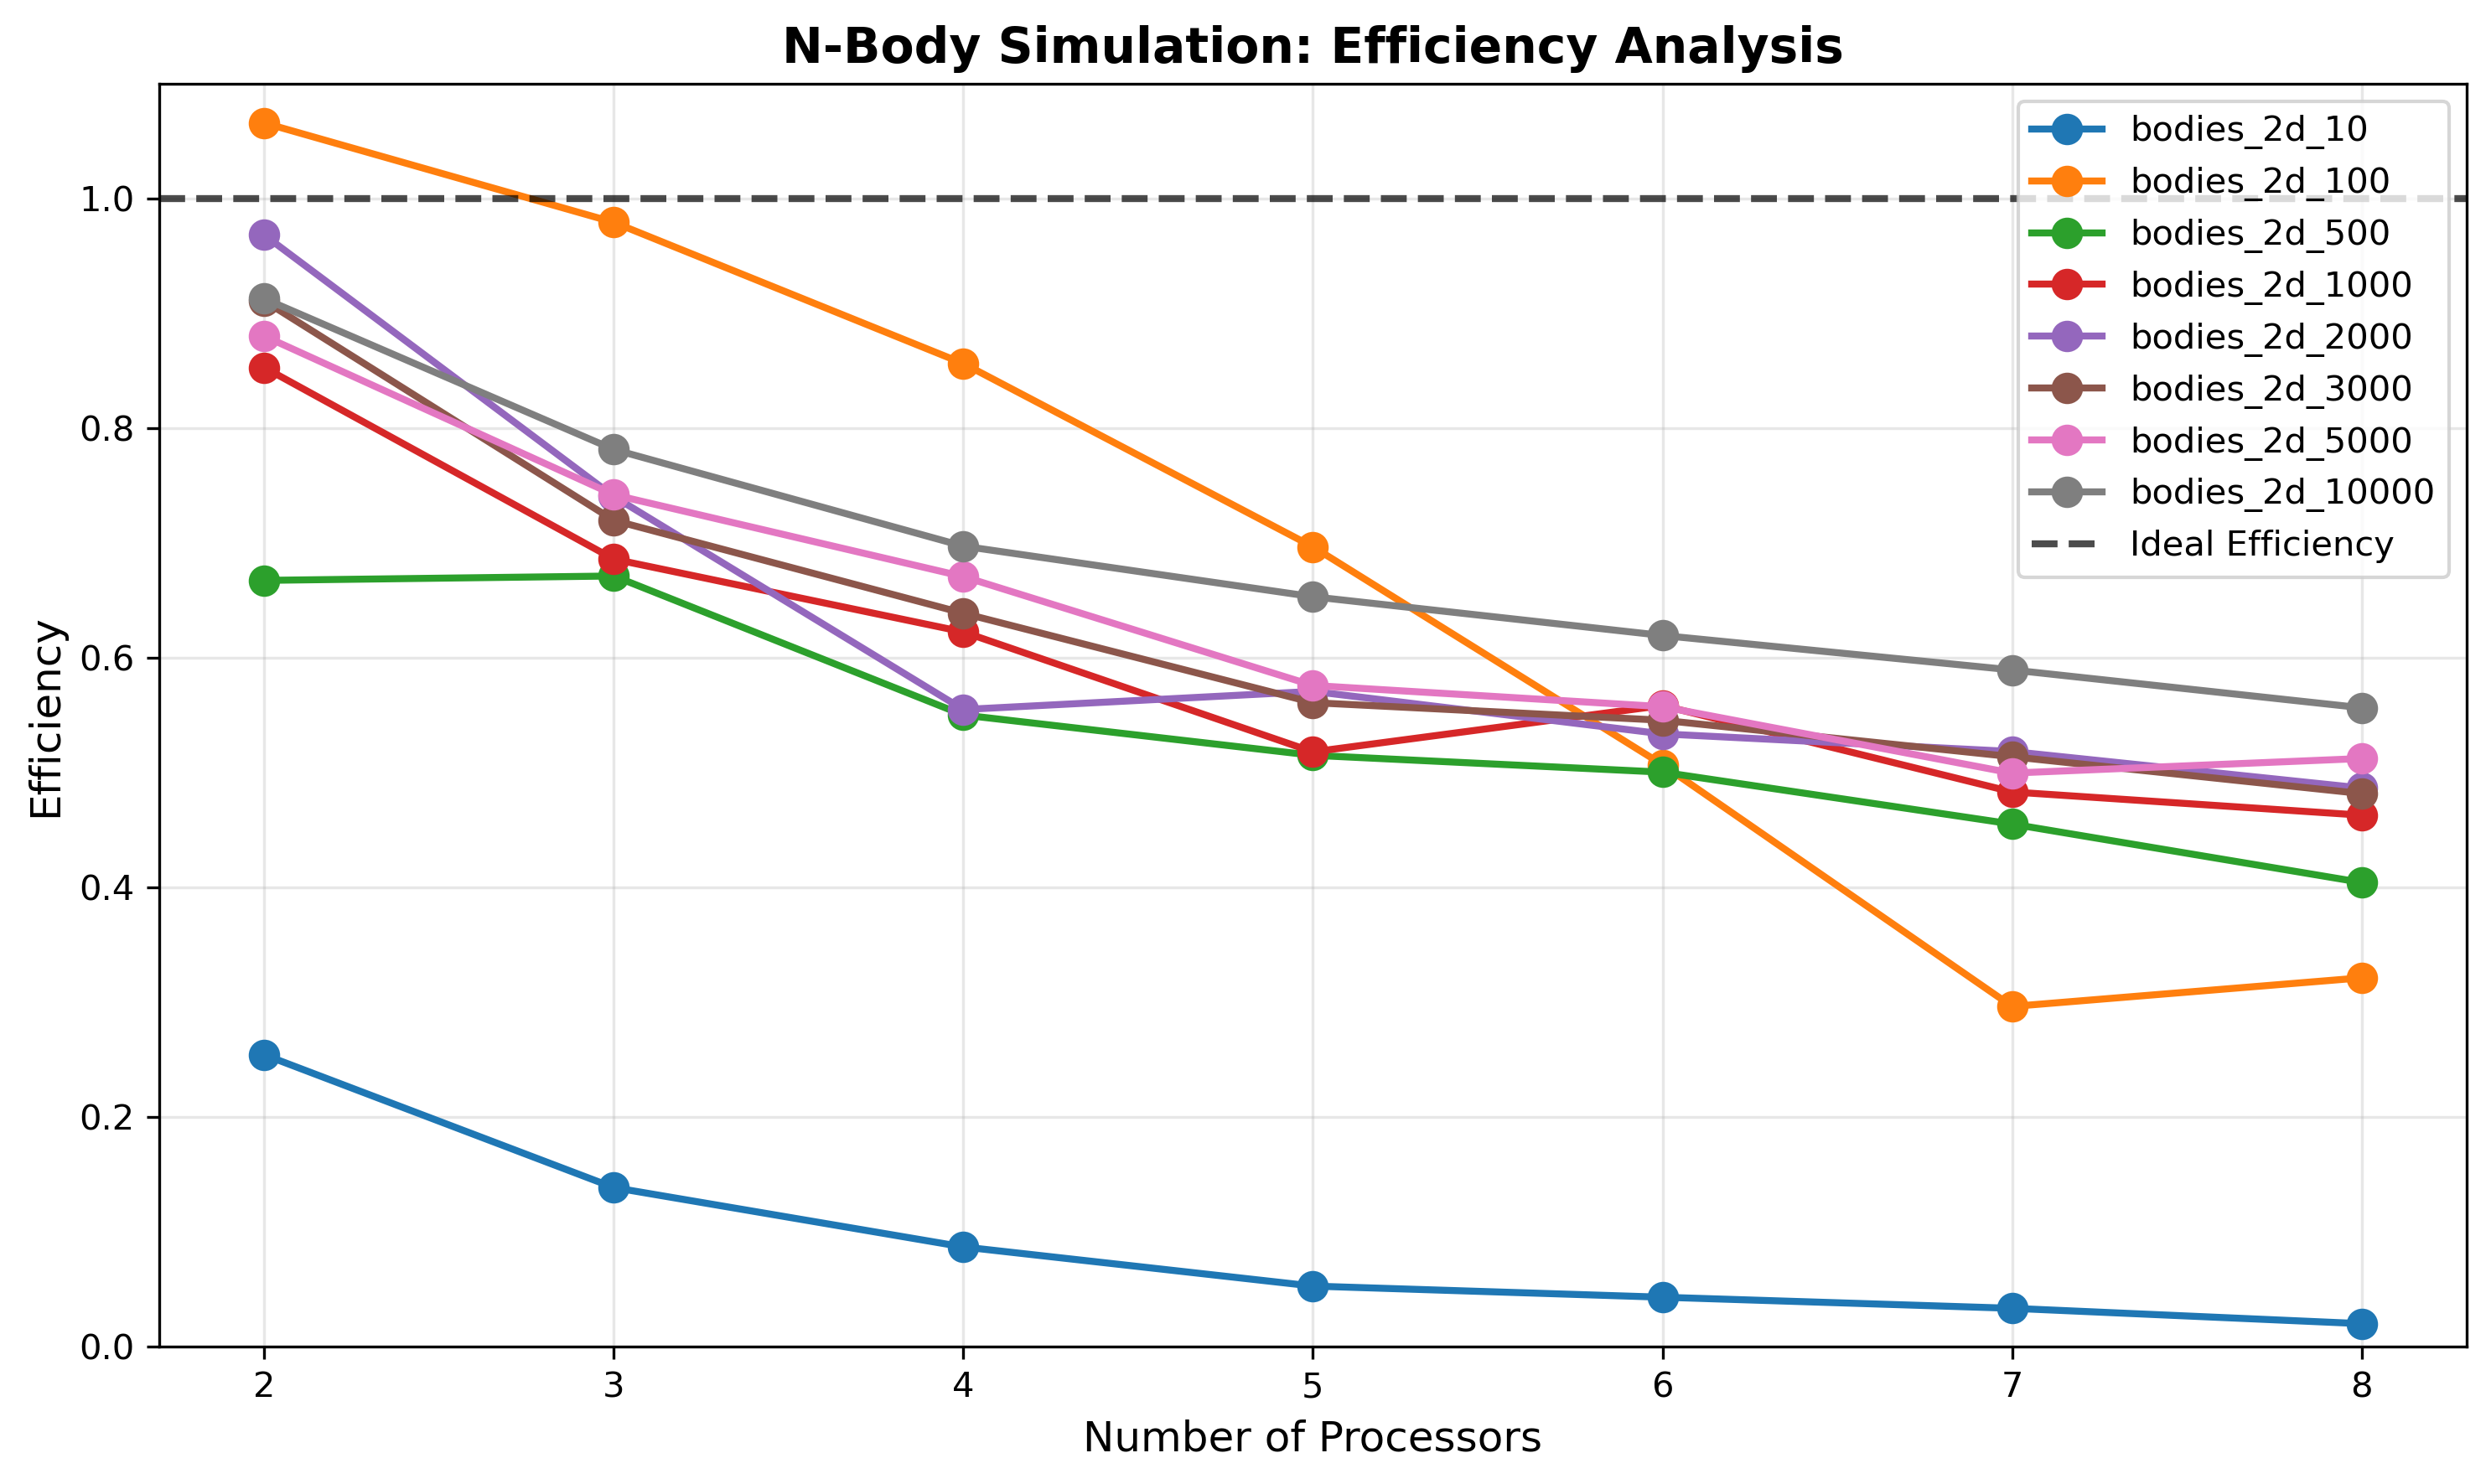 N-Body Simulation: Efficiency Analysis
bodies_2d_10
bodies_2d_100
bodies_2d_500
bodies_2d_1000
bodies_2d_2000
bodies_2d_3000
bodies_2d_5000
bodies_2d_10000
Ideal Efficiency
Efficiency
1.0
0.8
0.6
0.4
0.2
0.0
2 3 4 5 6 7 8
Number of Processors